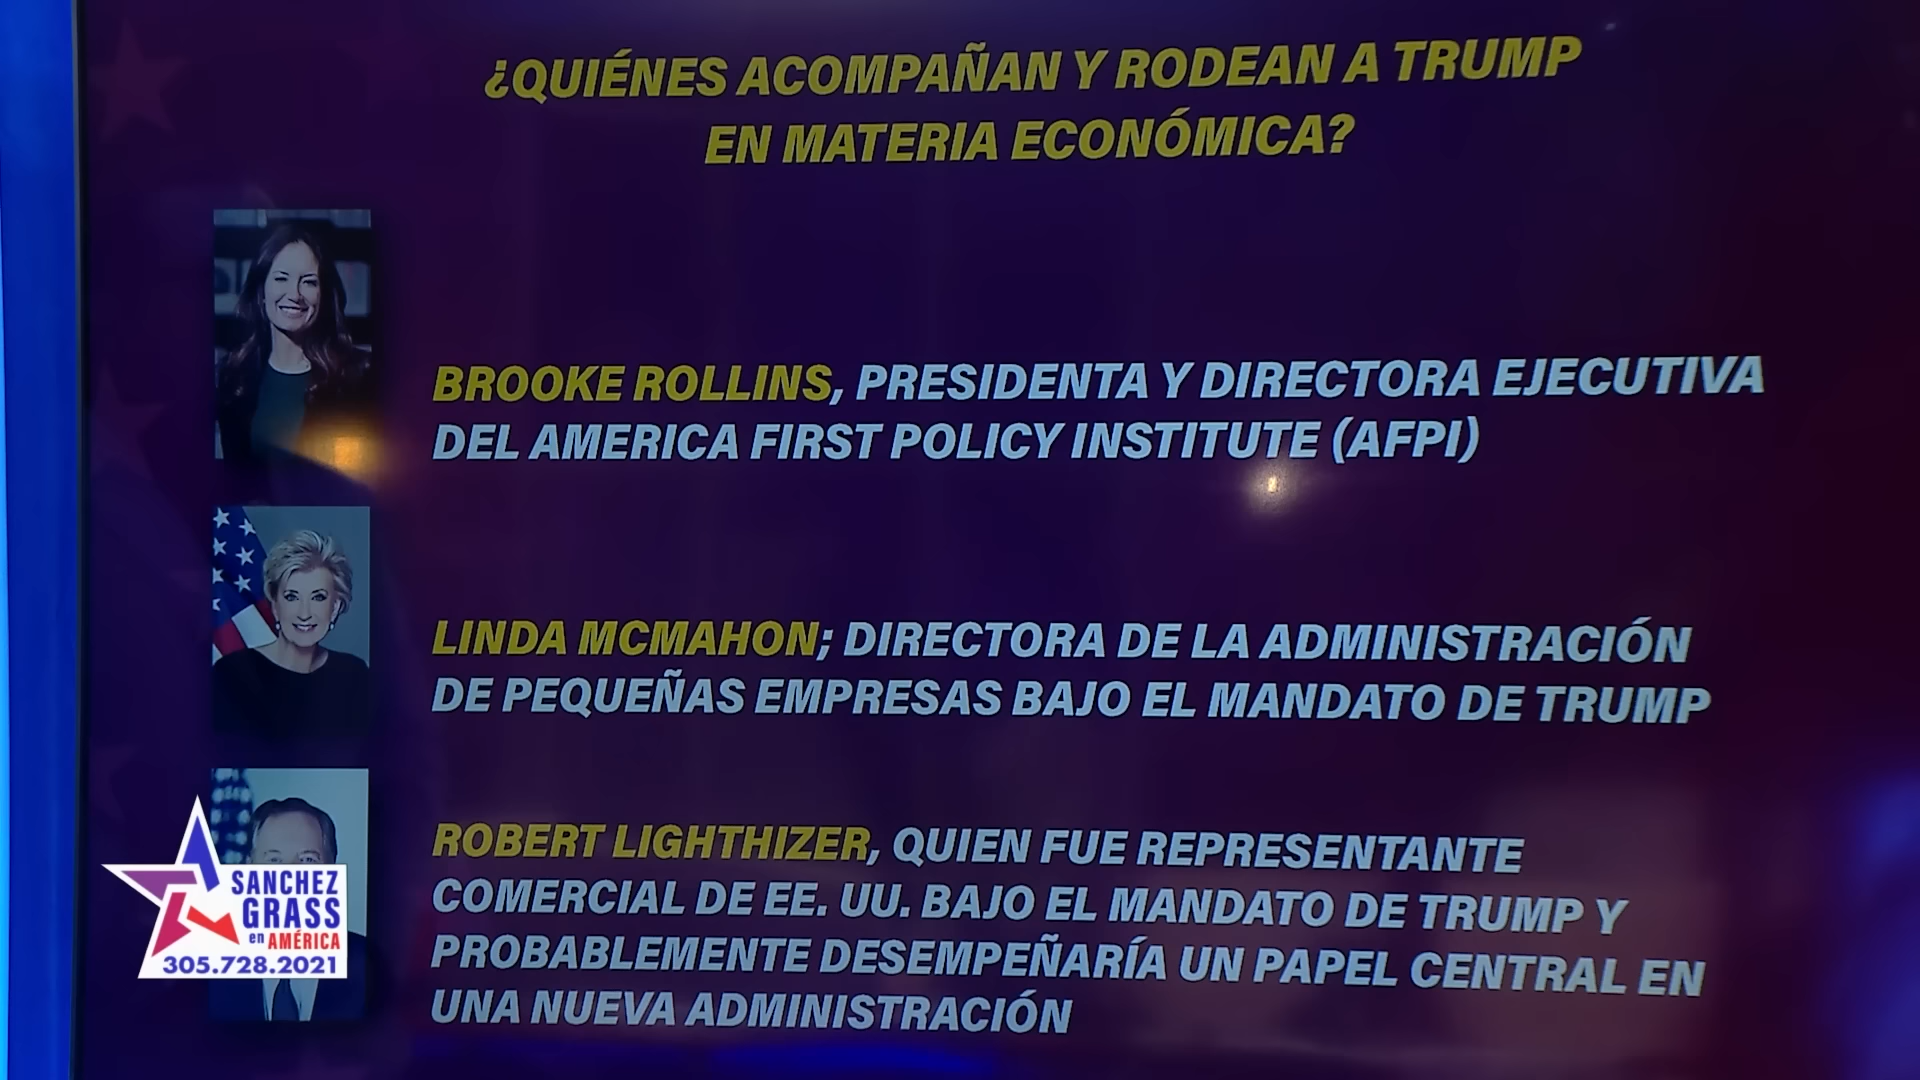 ¿QUIÉNES ACOMPAÑAN Y RODEAN A TRUMP
EN MATERIA ECONÓMICA?
BROOKE ROLLINS, PRESIDENTA Y DIRECTORA EJECUTIVA
DEL AMERICA FIRST POLICY INSTITUTE (AFPI)
LINDA MCMAHON; DIRECTORA DE LA ADMINISTRACIÓN
DE PEQUEÑAS EMPRESAS BAJO EL MANDATO DE TRUMP
ROBERT LIGHTHIZER, QUIEN FUE REPRESENTANTE
COMERCIAL DE EE. UU. BAJO EL MANDATO DE TRUMP Y
PROBABLEMENTE DESEMPEÑARÍA UN PAPEL CENTRAL EN
UNA NUEVA ADMINISTRACIÓN
SANCHEZ
GRASS
en AMÉRICA
305.728.2021